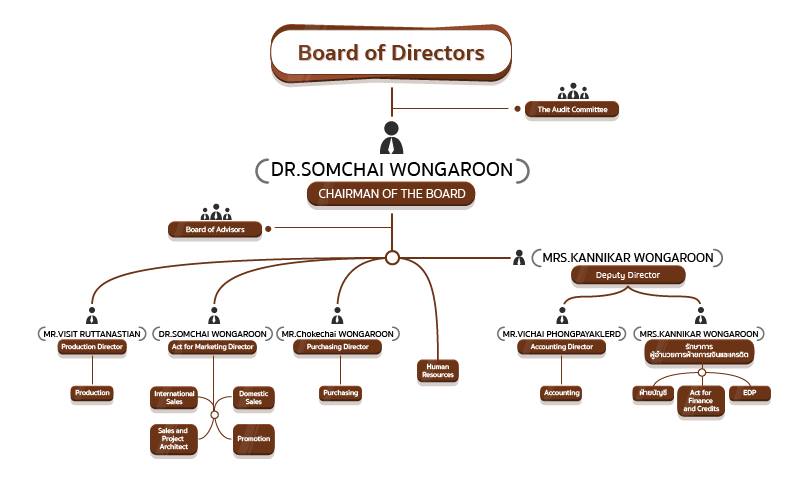 Board of Directors
The Audit Committee
DR.SOMCHAI WONGAROON
CHAIRMAN OF THE BOARD
Board of Advisors
MRS.KANNIKAR WONGAROON
Deputy Director
MR.VISIT RUTTANASTIAN
Production Director
DR.SOMCHAI WONGAROON
Act for Marketing Director
MR.Chokechai WONGAROON
Purchasing Director
MR.VICHAI PHONGPAYAKLERD
Accounting Director
MRS.KANNIKAR WONGAROON
รักษาการ
ผู้อำนวยการฝ่ายการเงินและเครดิต
Human
Resources
Production
International
Sales
Domestic
Sales
Purchasing
Accounting
ฝ่ายบัญชี
Act for
Finance
and Credits
EDP
Sales and
Project
Architect
Promotion